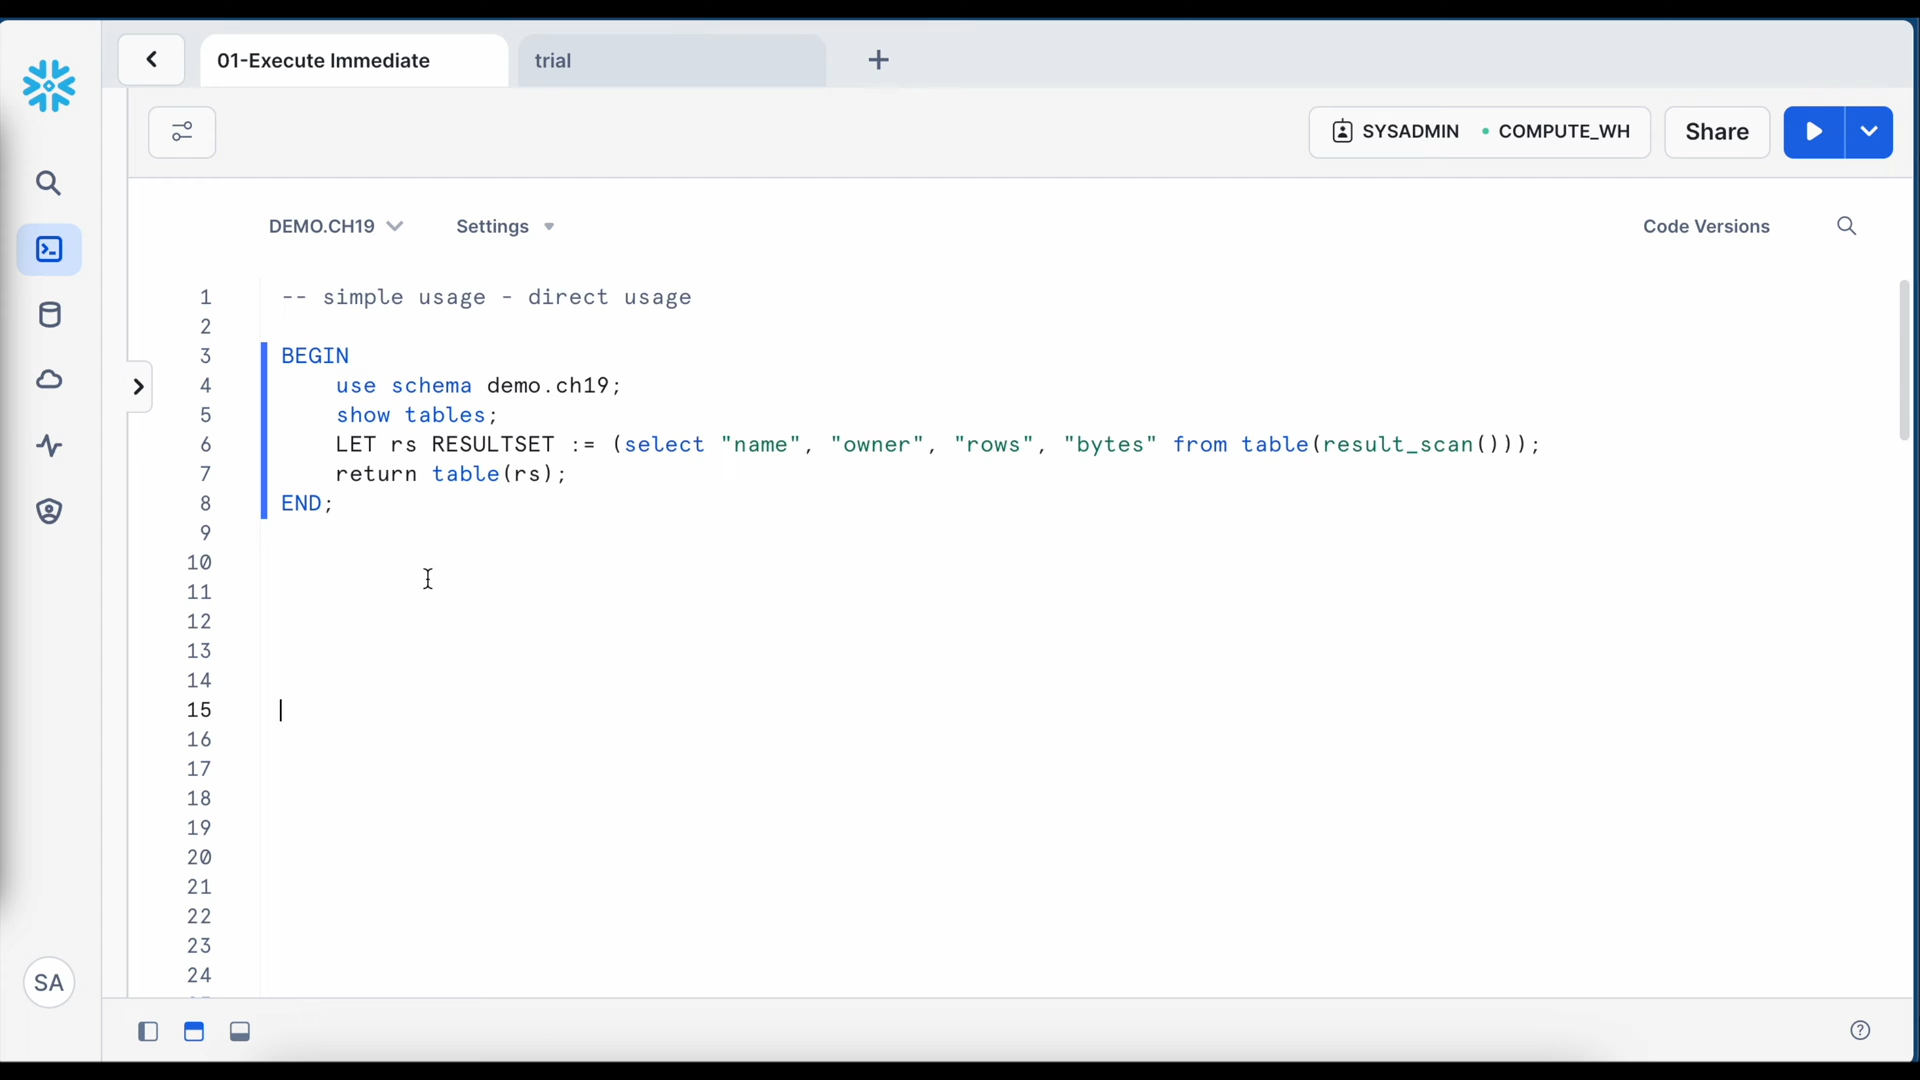 01-Execute Immediate
trial
SYSADMIN
COMPUTE_WH
Share
DEMO.CH19
Settings
Code Versions
1 -- simple usage - direct usage
2
3 BEGIN
4 use schema demo.ch19;
5 show tables;
6 LET rs RESULTSET := (select "name", "owner", "rows", "bytes" from table(result_scan()));
7 return table(rs);
8 END;
9
10
11
12
13
14
15
16
17
18
19
20
21
22
23
24
SA